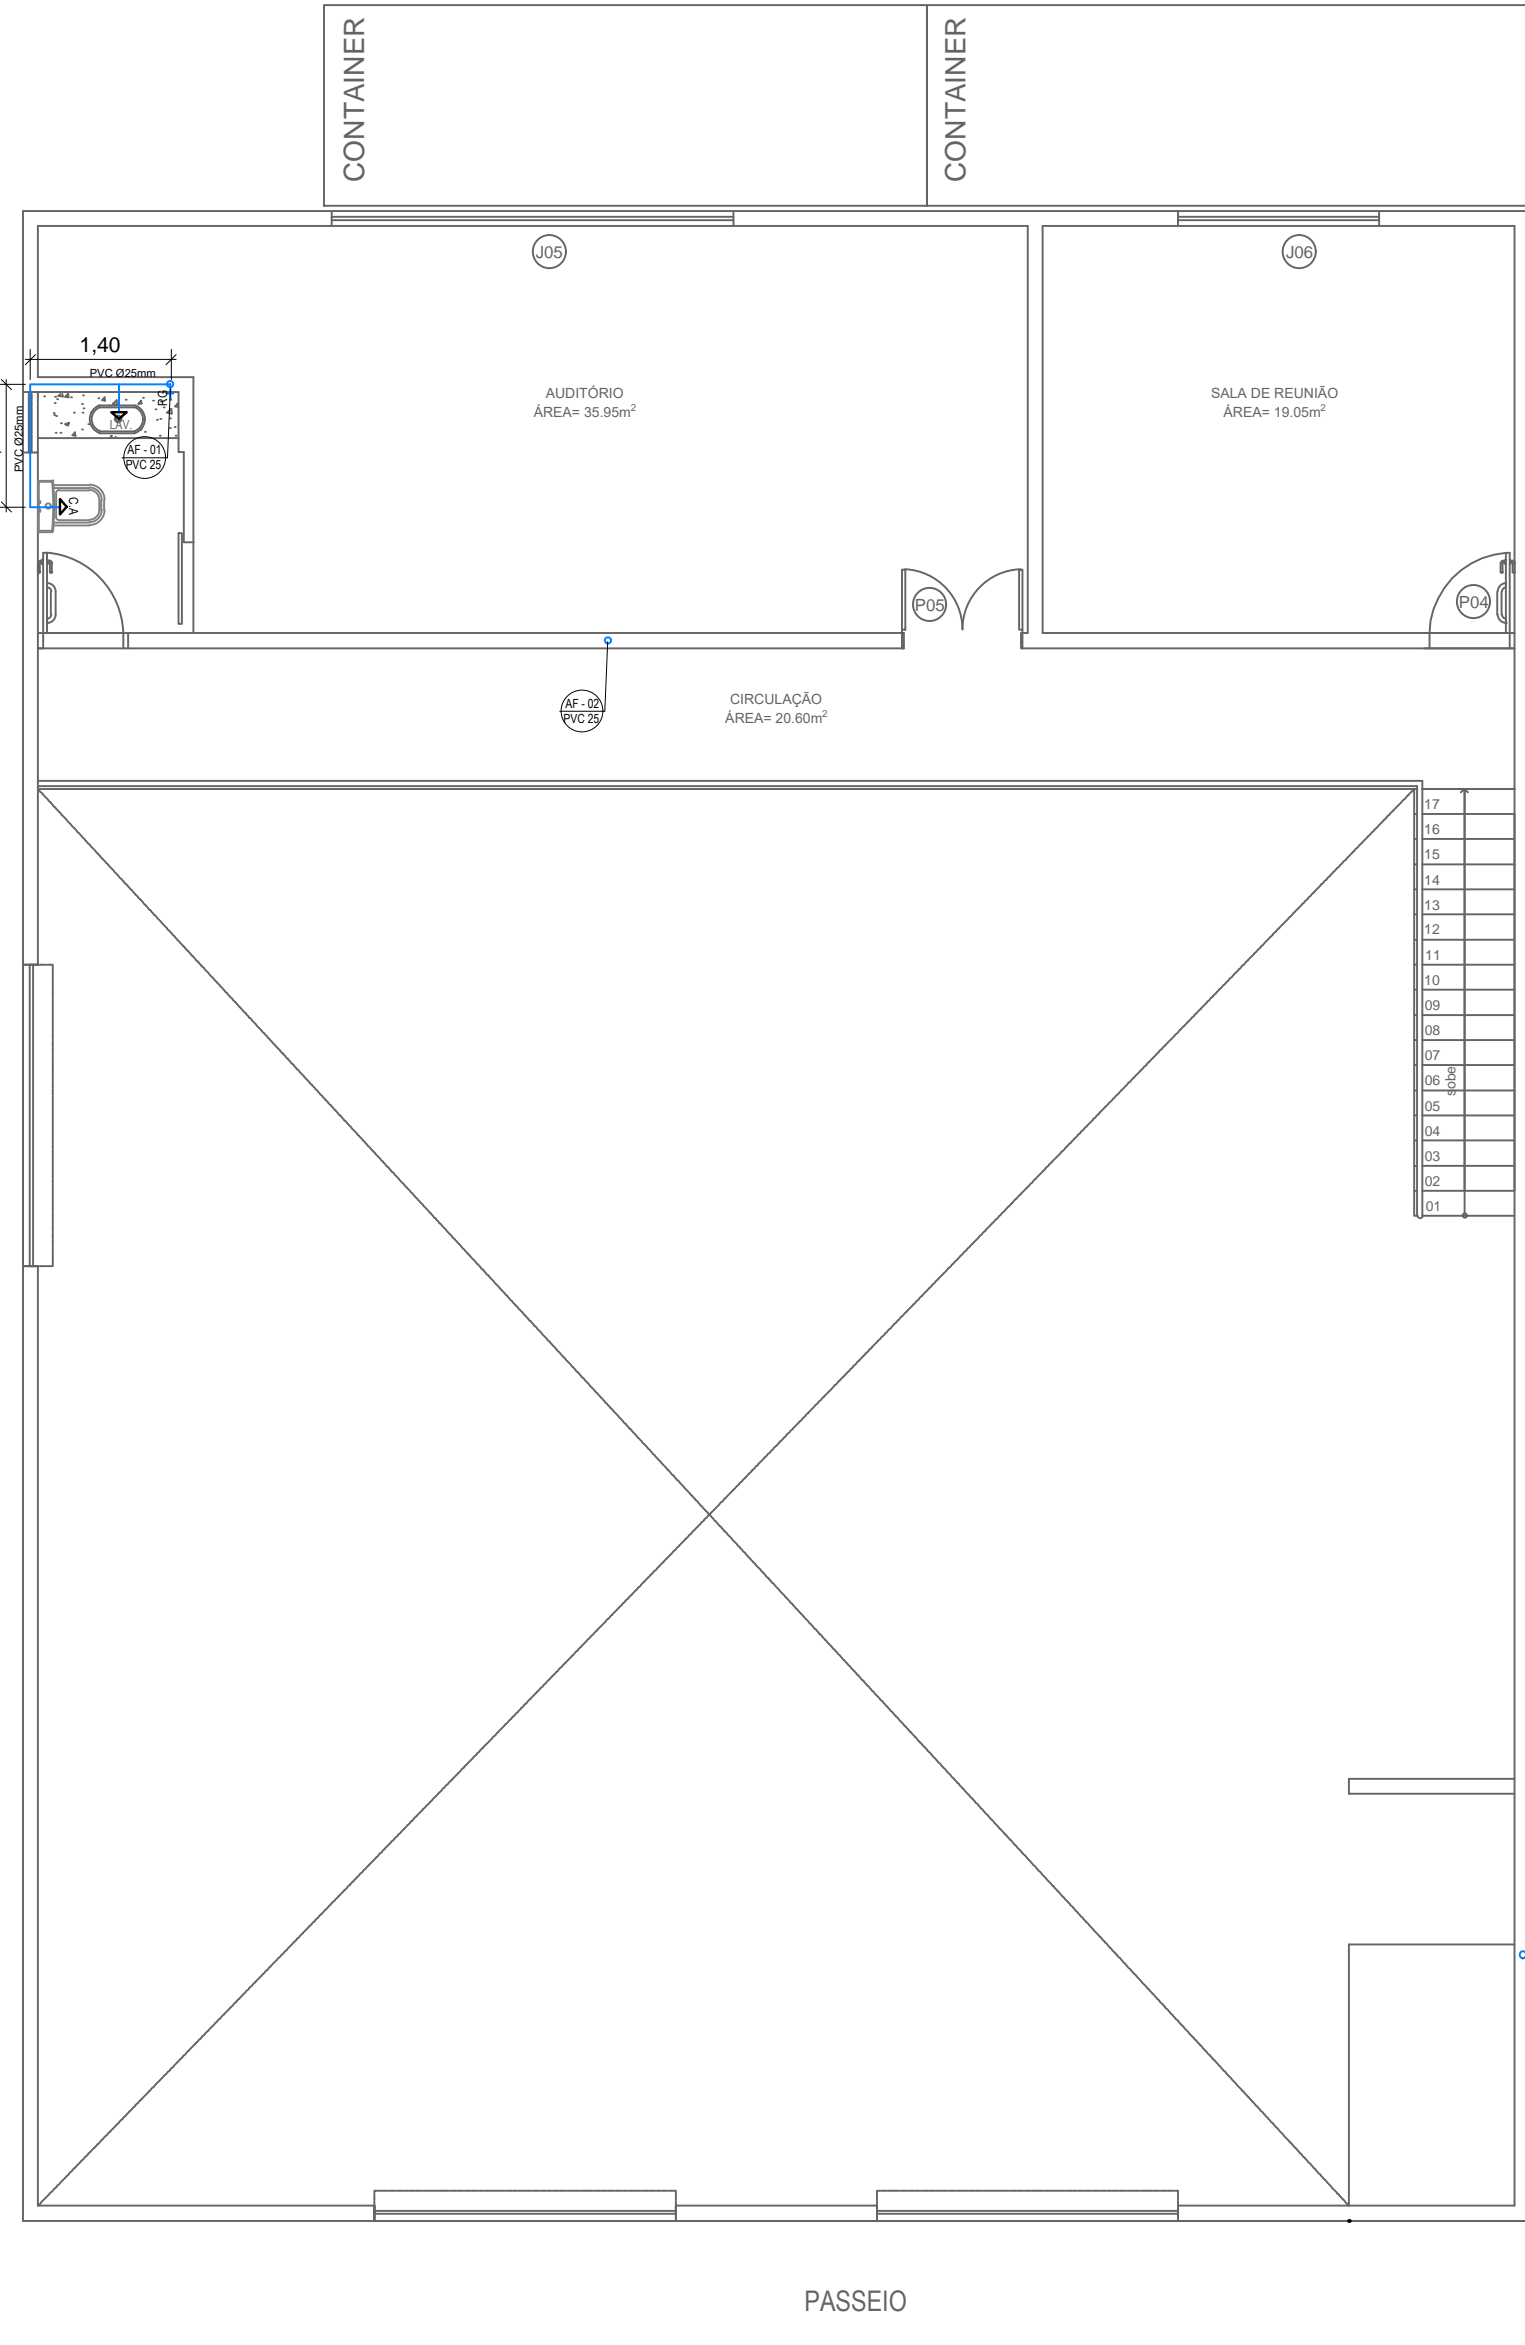 CONTAINER
CONTAINER
J05
J06
1,40
PVC Ø25mm
PVC Ø25mm
RG
LAV.
AF - 01
PVC 25
C.A
AUDITÓRIO
ÁREA= 35.95m²
SALA DE REUNIÃO
ÁREA= 19.05m²
P05
P04
AF - 02
PVC 25
CIRCULAÇÃO
ÁREA= 20.60m²
17
16
15
14
13
12
11
10
09
08
07
06
sobe
05
04
03
02
01
PASSEIO